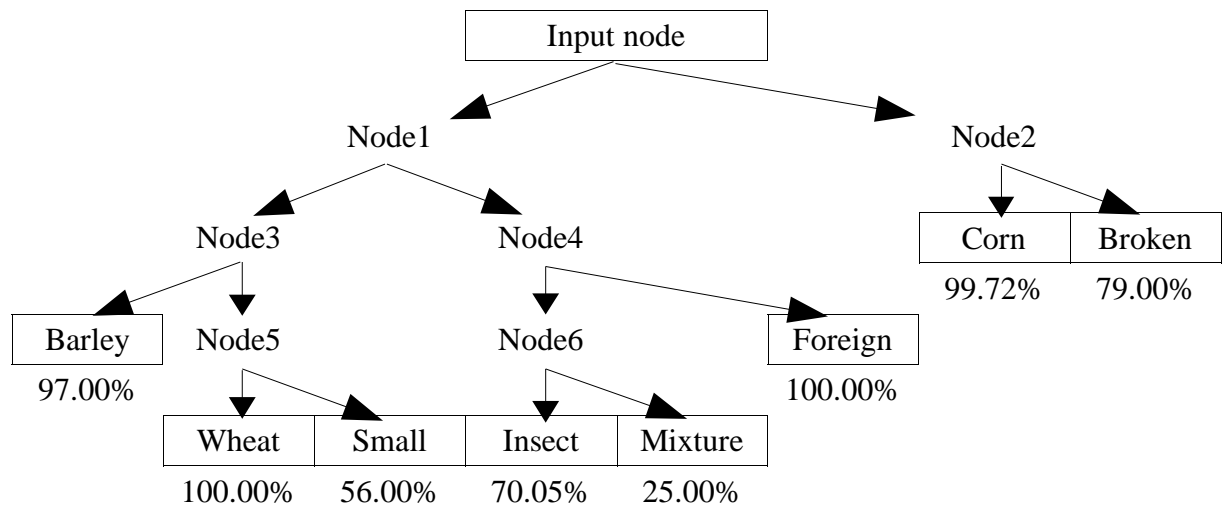 Input node
Node1 Node2
Node3 Node4 Corn Broken
99.72% 79.00%
Barley Node5 Node6 Foreign
97.00% 100.00%
Wheat Small Insect Mixture
100.00% 56.00% 70.05% 25.00%